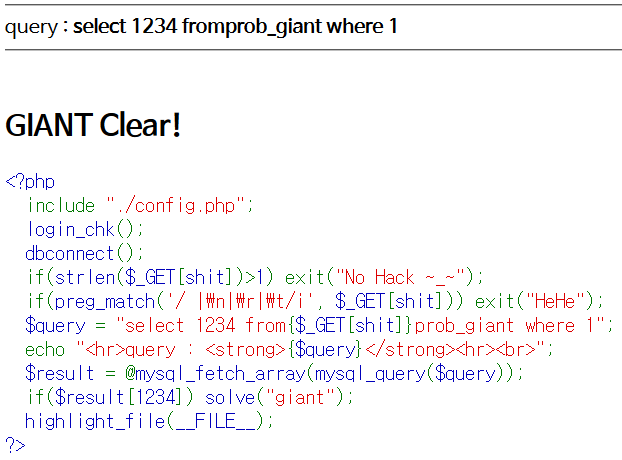 query : select 1234 fromprob_giant where 1
GIANT Clear!
<?php
include "./config.php";
login_chk();
dbconnect();
if(strlen($_GET[shit])>1) exit("No Hack ~_~");
if(preg_match('/ |₩n|₩r|₩t/i', $_GET[shit])) exit("HeHe");
$query = "select 1234 from{$_GET[shit]}prob_giant where 1";
echo "<hr>query : <strong>{$query}</strong><hr><br>";
$result = @mysql_fetch_array(mysql_query($query));
if($result[1234]) solve("giant");
highlight_file(__FILE__);
?>